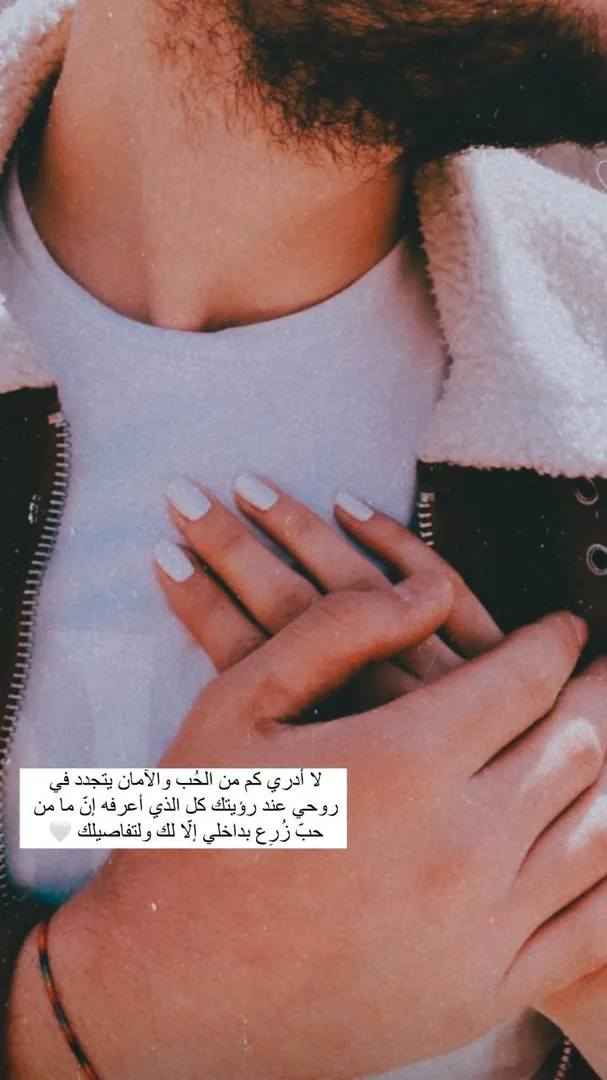 لا أدري كم من الحُب والآمان يتجدد في
روحي عند رؤيتك كل الذي أعرفه إنّ ما من
حبّ زُرِع بداخلي إلّا لك ولتفاصيلك 🤍